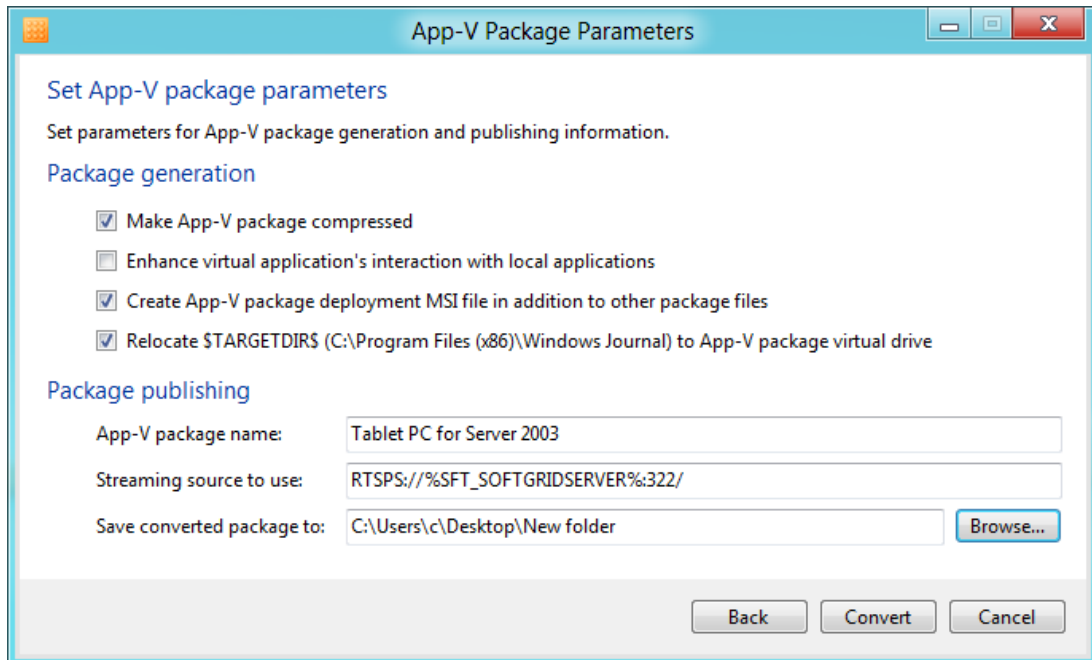 App-V Package Parameters
Set App-V package parameters
Set parameters for App-V package generation and publishing information.
Package generation
Make App-V package compressed
Enhance virtual application's interaction with local applications
Create App-V package deployment MSI file in addition to other package files
Relocate $TARGETDIR$ (C:\Program Files (x86)\Windows Journal) to App-V package virtual drive
Package publishing
App-V package name: Tablet PC for Server 2003
Streaming source to use: RTSPS://%SFT_SOFTGRIDSERVER%:322/
Save converted package to: C:\Users\c\Desktop\New folder Browse...
Back Convert Cancel